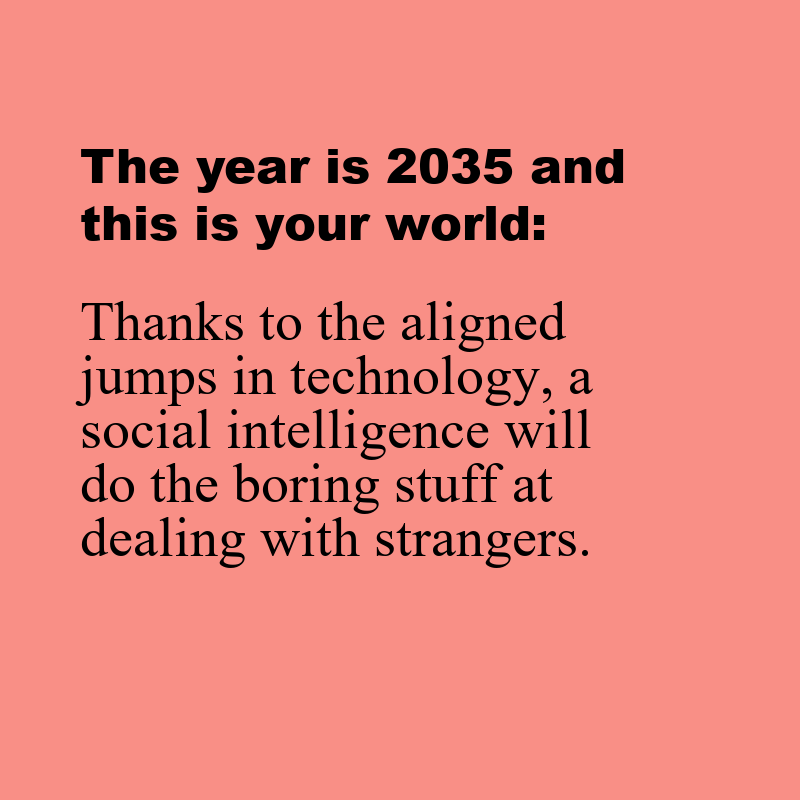 The year is 2035 and
this is your world:
Thanks to the aligned
jumps in technology, a
social intelligence will
do the boring stuff at
dealing with strangers.